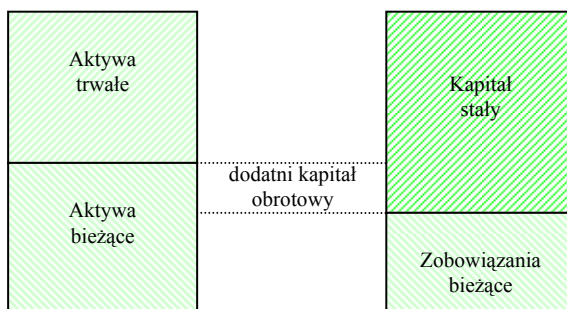 Aktywa
trwałe
Kapitał
stały
dodatni kapitał
obrotowy
Aktywa
bieżące
Zobowiązania
bieżące